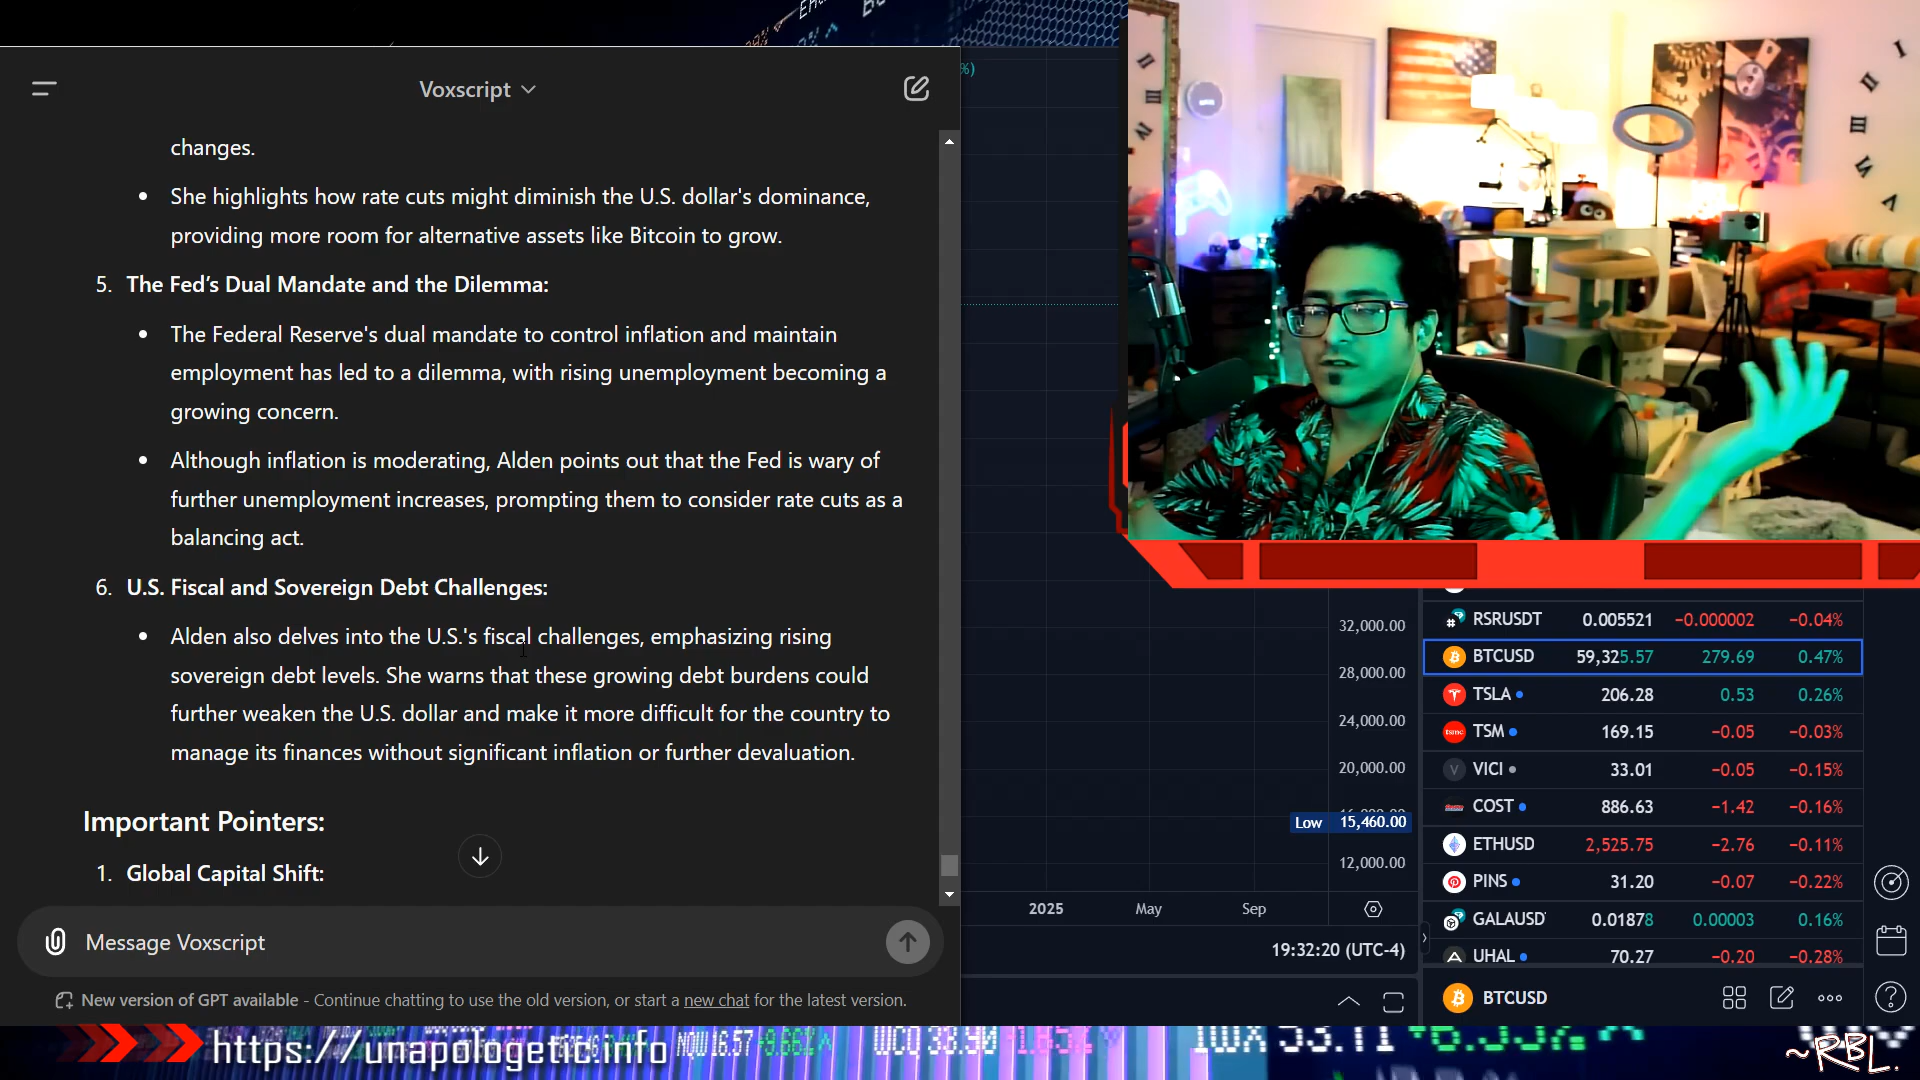 Voxscript
changes.
• She highlights how rate cuts might diminish the U.S. dollar's dominance,
providing more room for alternative assets like Bitcoin to grow.
5. The Fed's Dual Mandate and the Dilemma:
• The Federal Reserve's dual mandate to control inflation and maintain
employment has led to a dilemma, with rising unemployment becoming a
growing concern.
• Although inflation is moderating, Alden points out that the Fed is wary of
further unemployment increases, prompting them to consider rate cuts as a
balancing act.
6. U.S. Fiscal and Sovereign Debt Challenges:
• Alden also delves into the U.S.'s fiscal challenges, emphasizing rising
sovereign debt levels. She warns that these growing debt burdens could
further weaken the U.S. dollar and make it more difficult for the country to
manage its finances without significant inflation or further devaluation.
Important Pointers:
1. Global Capital Shift:
Message Voxscript
New version of GPT available - Continue chatting to use the old version, or start a new chat for the latest version.
%)
32,000.00
28,000.00
24,000.00
20,000.00
Low 15,460.00
12,000.00
2025 May Sep
19:32:20 (UTC-4)
RSRUSDT 0.005521 −0.000002 −0.04%
BTCUSD 59,325.57 279.69 0.47%
TSLA 206.28 0.53 0.26%
TSM 169.15 −0.05 −0.03%
VICI 33.01 −0.05 −0.15%
COST 886.63 −1.42 −0.16%
ETHUSD 2,525.75 −2.76 −0.11%
PINS 31.20 −0.07 −0.22%
GALAUSD 0.01878 0.00003 0.16%
UHAL 70.27 −0.20 −0.28%
BTCUSD
https://unapologetic.info
NOW 16.57
~RBL.